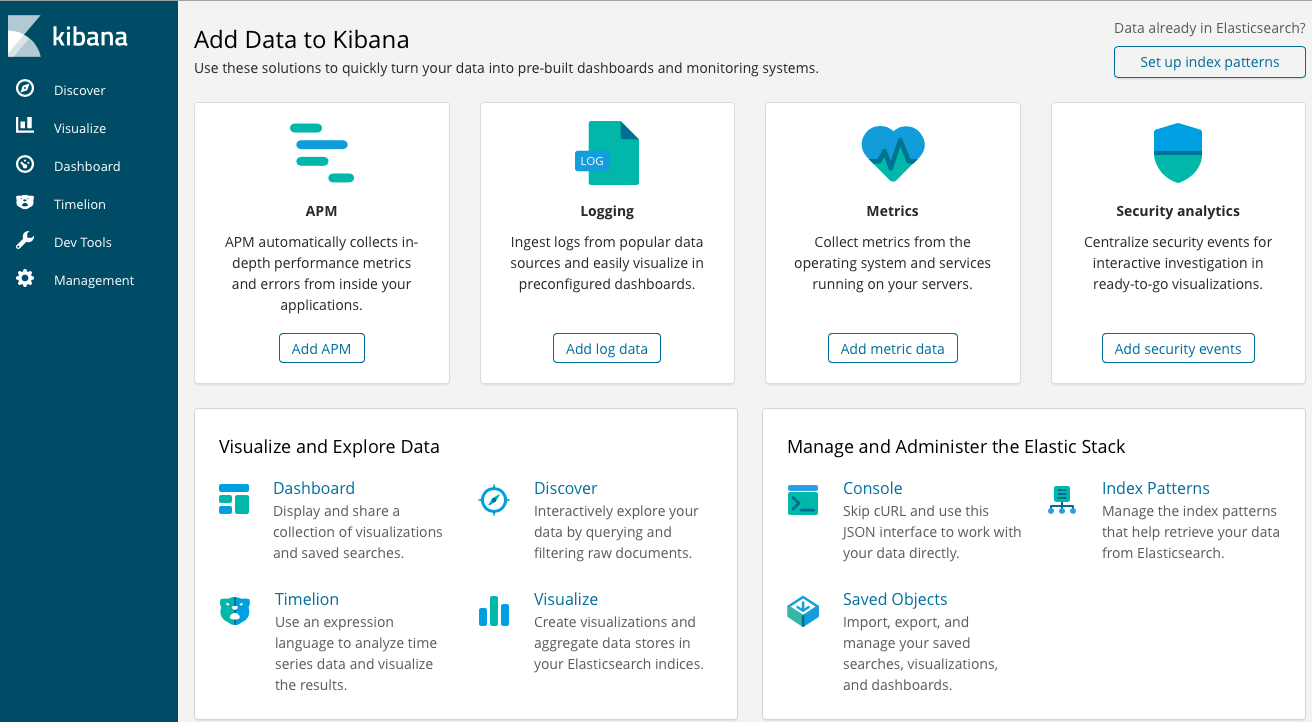 kibana
Discover
Visualize
Dashboard
Timelion
Dev Tools
Management
Add Data to Kibana
Use these solutions to quickly turn your data into pre-built dashboards and monitoring systems.
Data already in Elasticsearch?
Set up index patterns
APM
APM automatically collects in-
depth performance metrics
and errors from inside your
applications.
Add APM
LOG
Logging
Ingest logs from popular data
sources and easily visualize in
preconfigured dashboards.
Add log data
Metrics
Collect metrics from the
operating system and services
running on your servers.
Add metric data
Security analytics
Centralize security events for
interactive investigation in
ready-to-go visualizations.
Add security events
Visualize and Explore Data
Dashboard
Display and share a
collection of visualizations
and saved searches.
Discover
Interactively explore your
data by querying and
filtering raw documents.
Timelion
Use an expression
language to analyze time
series data and visualize
the results.
Visualize
Create visualizations and
aggregate data stores in
your Elasticsearch indices.
Manage and Administer the Elastic Stack
Console
Skip cURL and use this
JSON interface to work with
your data directly.
Index Patterns
Manage the index patterns
that help retrieve your data
from Elasticsearch.
Saved Objects
Import, export, and
manage your saved
searches, visualizations,
and dashboards.